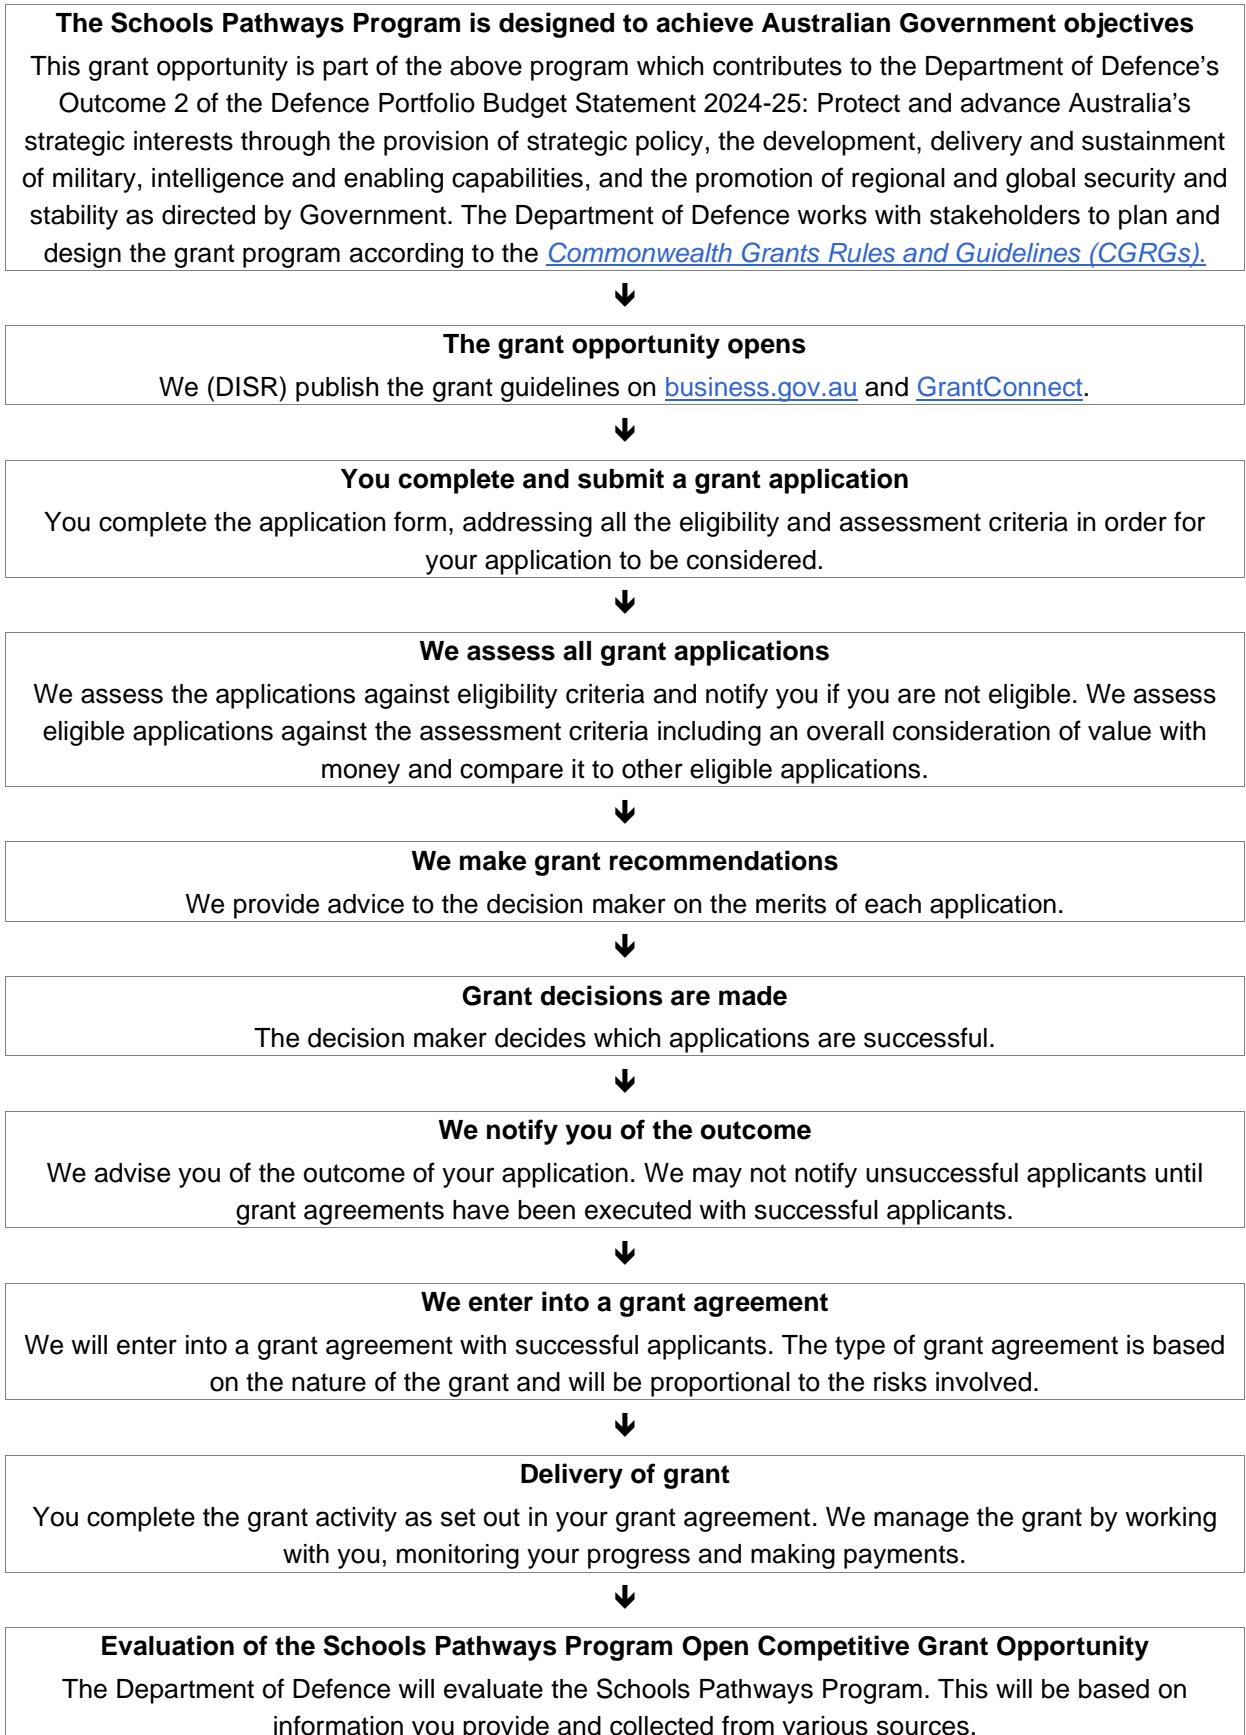 The Schools Pathways Program is designed to achieve Australian Government objectives
This grant opportunity is part of the above program which contributes to the Department of Defence's
Outcome 2 of the Defence Portfolio Budget Statement 2024-25: Protect and advance Australia's
strategic interests through the provision of strategic policy, the development, delivery and sustainment
of military, intelligence and enabling capabilities, and the promotion of regional and global security and
stability as directed by Government. The Department of Defence works with stakeholders to plan and
design the grant program according to the Commonwealth Grants Rules and Guidelines (CGRGs).
The grant opportunity opens
We (DISR) publish the grant guidelines on business.gov.au and GrantConnect.
You complete and submit a grant application
You complete the application form, addressing all the eligibility and assessment criteria in order for
your application to be considered.
We assess all grant applications
We assess the applications against eligibility criteria and notify you if you are not eligible. We assess
eligible applications against the assessment criteria including an overall consideration of value with
money and compare it to other eligible applications.
We make grant recommendations
We provide advice to the decision maker on the merits of each application.
Grant decisions are made
The decision maker decides which applications are successful.
We notify you of the outcome
We advise you of the outcome of your application. We may not notify unsuccessful applicants until
grant agreements have been executed with successful applicants.
We enter into a grant agreement
We will enter into a grant agreement with successful applicants. The type of grant agreement is based
on the nature of the grant and will be proportional to the risks involved.
Delivery of grant
You complete the grant activity as set out in your grant agreement. We manage the grant by working
with you, monitoring your progress and making payments.
Evaluation of the Schools Pathways Program Open Competitive Grant Opportunity
The Department of Defence will evaluate the Schools Pathways Program. This will be based on
information you provide and collected from various sources.